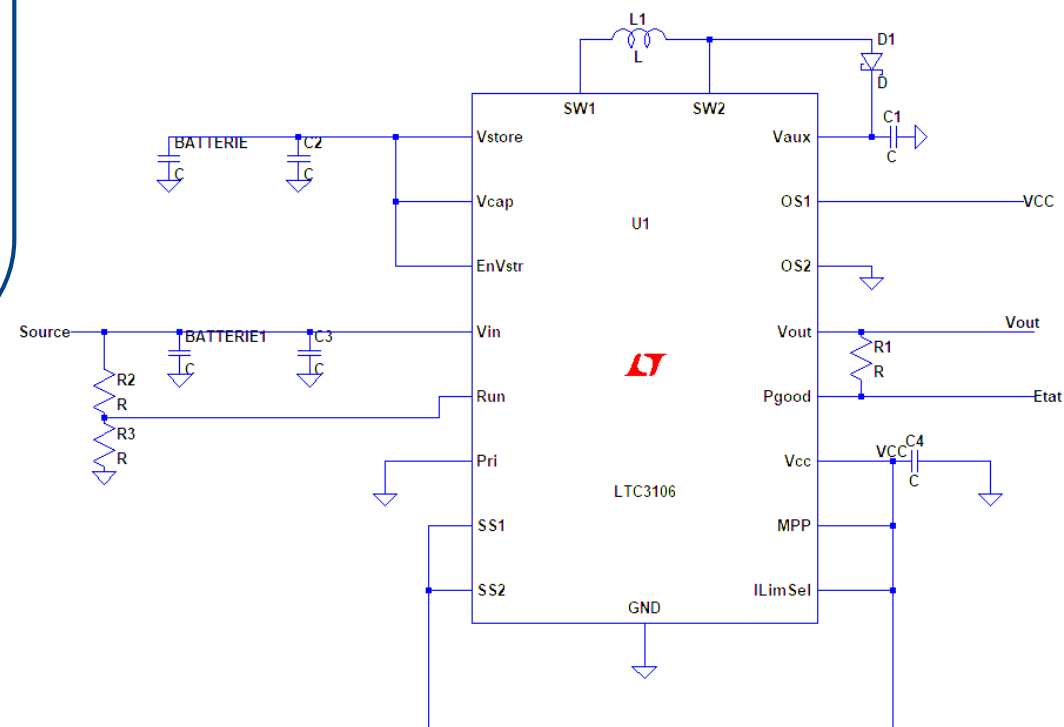 L1
L
D1
D
SW1 SW2
C1
C
BATTERIE
C
C2
C
Vstore
Vaux
Vcap
U1
OS1
VCC
EnVstr
OS2
Source
BATTERIE1
C
C3
C
Vin
Vout
Vout
R2
R
R1
R
Run
Pgood
Etat
R3
R
Pri
LTC3106
Vcc
VCC
C4
C
SS1
MPP
SS2
ILimSel
GND